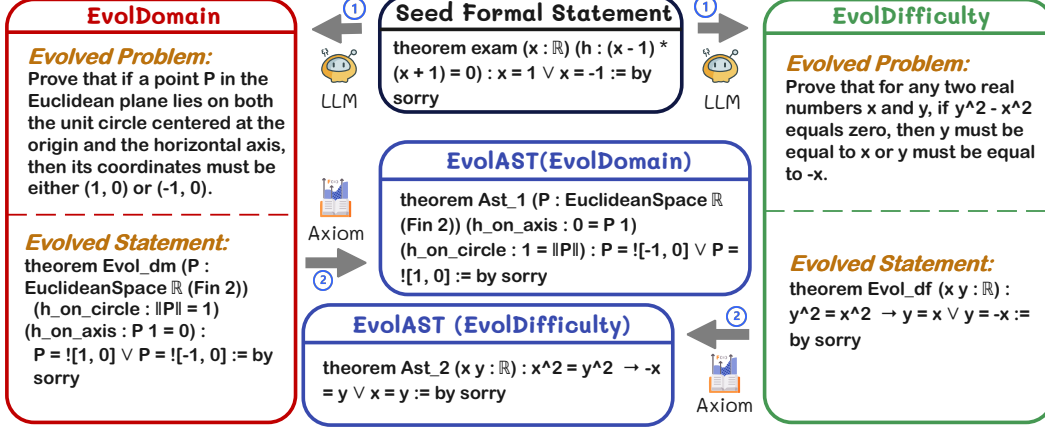 EvolDomain
Evolved Problem:
Prove that if a point P in the
Euclidean plane lies on both
the unit circle centered at the
origin and the horizontal axis,
then its coordinates must be
either (1, 0) or (-1, 0).
Evolved Statement:
theorem Evol_dm (P :
EuclideanSpace ℝ (Fin 2))
(h_on_circle : ‖P‖ = 1)
(h_on_axis : P 1 = 0) :
P = ![1, 0] ∨ P = ![-1, 0] := by
sorry
1
LLM
Axiom
2
Seed Formal Statement
theorem exam (x : ℝ) (h : (x - 1) *
(x + 1) = 0) : x = 1 ∨ x = -1 := by
sorry
1
LLM
EvolAST(EvolDomain)
theorem Ast_1 (P : EuclideanSpace ℝ
(Fin 2)) (h_on_axis : 0 = P 1)
(h_on_circle : 1 = ‖P‖) : P = ![-1, 0] ∨ P =
![1, 0] := by sorry
EvolAST (EvolDifficulty)
theorem Ast_2 (x y : ℝ) : x^2 = y^2 → -x
= y ∨ x = y := by sorry
2
Axiom
EvolDifficulty
Evolved Problem:
Prove that for any two real
numbers x and y, if y^2 - x^2
equals zero, then y must be
equal to x or y must be equal
to -x.
Evolved Statement:
theorem Evol_df (x y : ℝ) :
y^2 = x^2 → y = x ∨ y = -x :=
by sorry